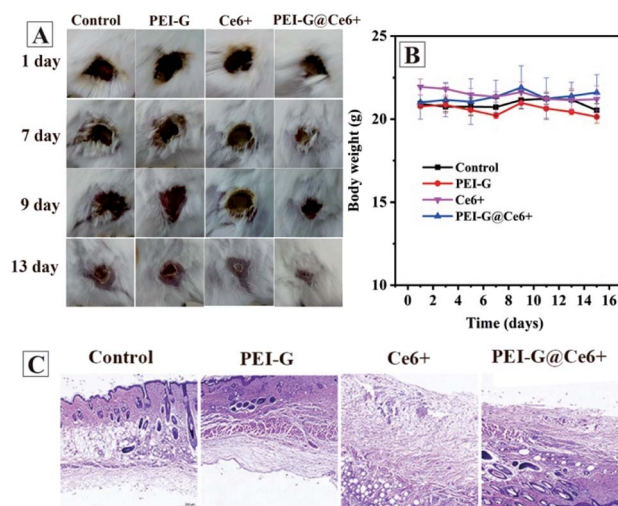 A
Control PEI-G Ce6+ PEI-G@Ce6+
1 day
7 day
9 day
13 day
B
Body weight (g)
25
20
15
10
Control
PEI-G
Ce6+
PEI-G@Ce6+
0 2 4 6 8 10 12 14 16
Time (days)
C
Control PEI-G Ce6+ PEI-G@Ce6+